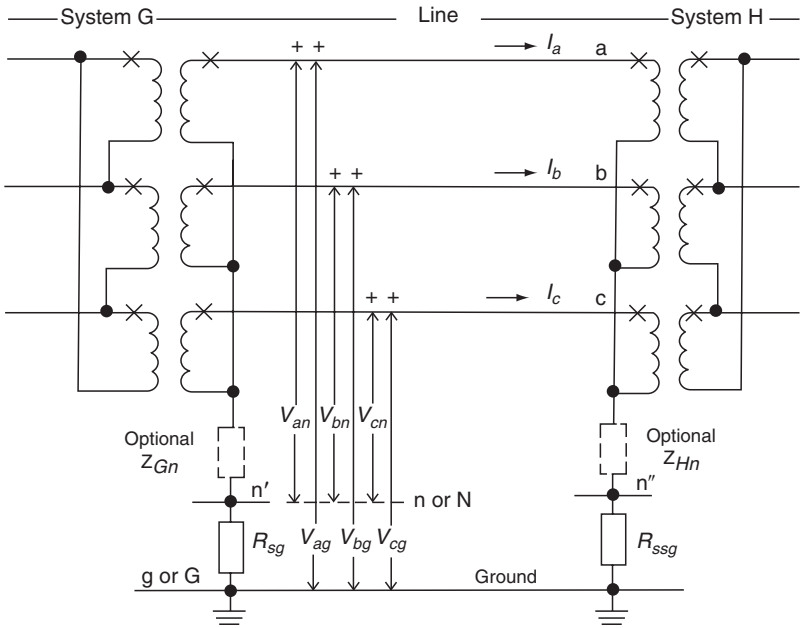 System G Line System H
+ + I_a a
+ + I_b b
+ + I_c c
V_an V_bn V_cn
Optional
Z_Gn
Optional
Z_Hn
n′ n or N n″
R_sg V_ag V_bg V_cg R_ssg
g or G Ground